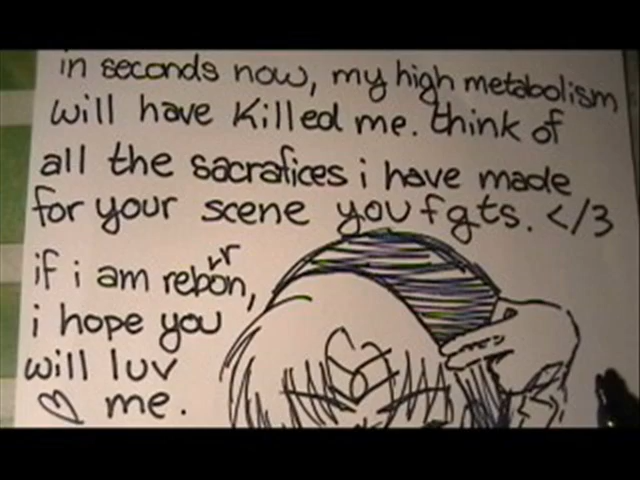 in seconds now, my high metabolism
will have killed me. think of
all the sacrafices i have made
for your scene you fgts. </3
if i am reborn,
i hope you
will luv
♡ me.